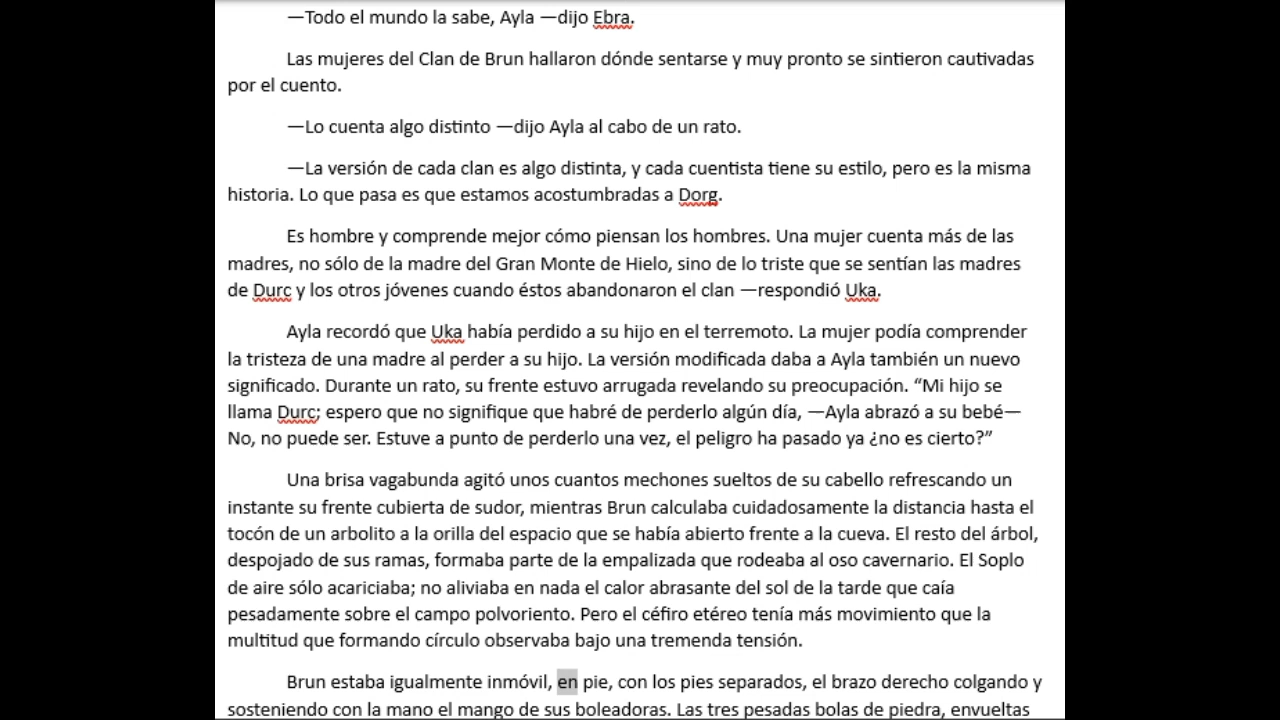 —Todo el mundo la sabe, Ayla —dijo Ebra.
Las mujeres del Clan de Brun hallaron dónde sentarse y muy pronto se sintieron cautivadas
por el cuento.
—Lo cuenta algo distinto —dijo Ayla al cabo de un rato.
—La versión de cada clan es algo distinta, y cada cuentista tiene su estilo, pero es la misma
historia. Lo que pasa es que estamos acostumbradas a Dorg.
Es hombre y comprende mejor cómo piensan los hombres. Una mujer cuenta más de las
madres, no sólo de la madre del Gran Monte de Hielo, sino de lo triste que se sentían las madres
de Durc y los otros jóvenes cuando éstos abandonaron el clan —respondió Uka.
Ayla recordó que Uka había perdido a su hijo en el terremoto. La mujer podía comprender
la tristeza de una madre al perder a su hijo. La versión modificada daba a Ayla también un nuevo
significado. Durante un rato, su frente estuvo arrugada revelando su preocupación. “Mi hijo se
llama Durc; espero que no signifique que habré de perderlo algún día, —Ayla abrazó a su bebé—
No, no puede ser. Estuve a punto de perderlo una vez, el peligro ha pasado ya ¿no es cierto?”
Una brisa vagabunda agitó unos cuantos mechones sueltos de su cabello refrescando un
instante su frente cubierta de sudor, mientras Brun calculaba cuidadosamente la distancia hasta el
tocón de un arbolito a la orilla del espacio que se había abierto frente a la cueva. El resto del árbol,
despojado de sus ramas, formaba parte de la empalizada que rodeaba al oso cavernario. El Soplo
de aire sólo acariciaba; no aliviaba en nada el calor abrasante del sol de la tarde que caía
pesadamente sobre el campo polvoriento. Pero el céfiro etéreo tenía más movimiento que la
multitud que formando círculo observaba bajo una tremenda tensión.
Brun estaba igualmente inmóvil, en pie, con los pies separados, el brazo derecho colgando y
sosteniendo con la mano el mango de sus boleadoras. Las tres pesadas bolas de piedra, envueltas